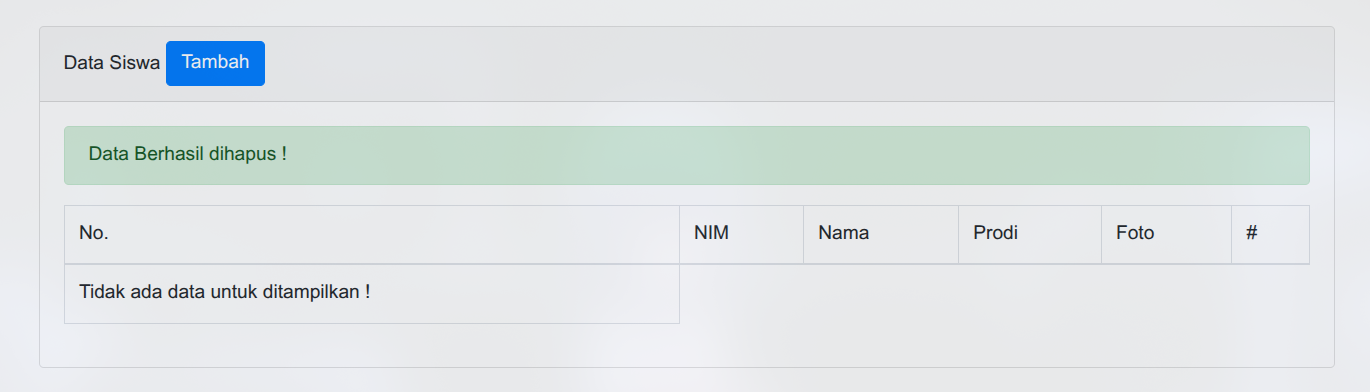 Data Siswa Tambah
Data Berhasil dihapus !
No. NIM Nama Prodi Foto #
Tidak ada data untuk ditampilkan !